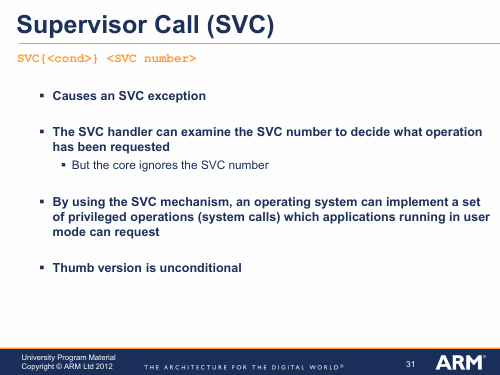 Supervisor Call (SVC)
SVC{<cond>} <SVC number>
▪ Causes an SVC exception
▪ The SVC handler can examine the SVC number to decide what operation
has been requested
▪ But the core ignores the SVC number
▪ By using the SVC mechanism, an operating system can implement a set
of privileged operations (system calls) which applications running in user
mode can request
▪ Thumb version is unconditional
University Program Material
Copyright © ARM Ltd 2012
THE ARCHITECTURE FOR THE DIGITAL WORLD®
31
ARM®